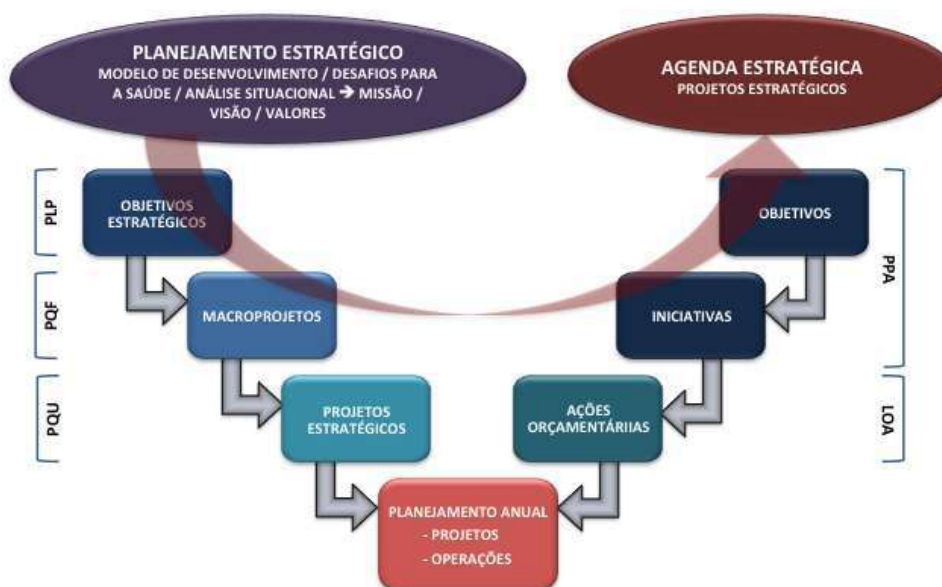 PLANEJAMENTO ESTRATÉGICO
MODELO DE DESENVOLVIMENTO / DESAFIOS PARA
A SAÚDE / ANÁLISE SITUACIONAL ➔ MISSÃO /
VISÃO / VALORES
AGENDA ESTRATÉGICA
PROJETOS ESTRATÉGICOS
PLP
OBJETIVOS
ESTRATÉGICOS
OBJETIVOS
PPA
PQF
MACROPROJETOS
INICIATIVAS
PQU
PROJETOS
ESTRATÉGICOS
AÇÕES
ORÇAMENTÁRIIAS
LOA
PLANEJAMENTO ANUAL
- PROJETOS
- OPERAÇÕES